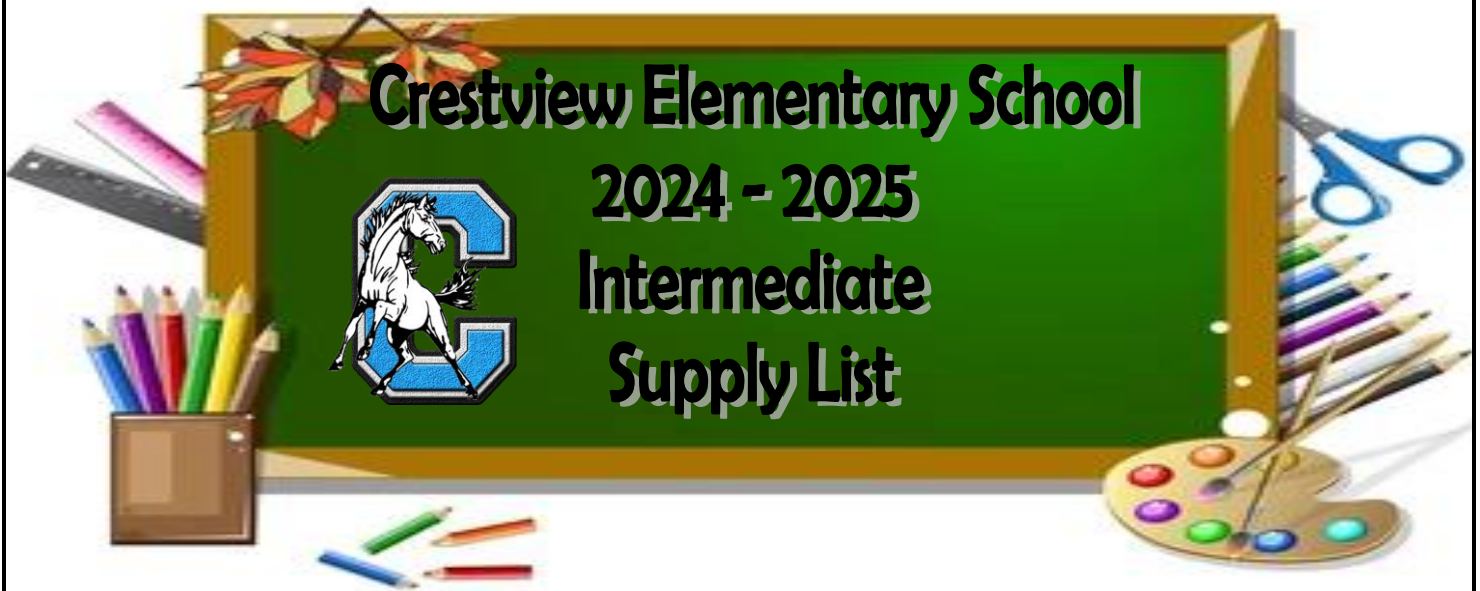 Crestview Elementary School
2024 - 2025
C
Intermediate
Supply List